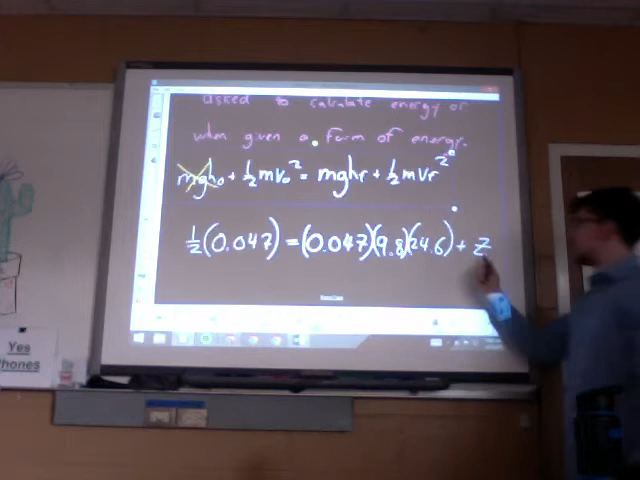 asked to calculate energy or
when given a form of energy.
mgh₀ + ½mv₀² = mghf + ½mvf²
½(0.047) = (0.047)(9.8)(24.6) + Z
Yes
Phones